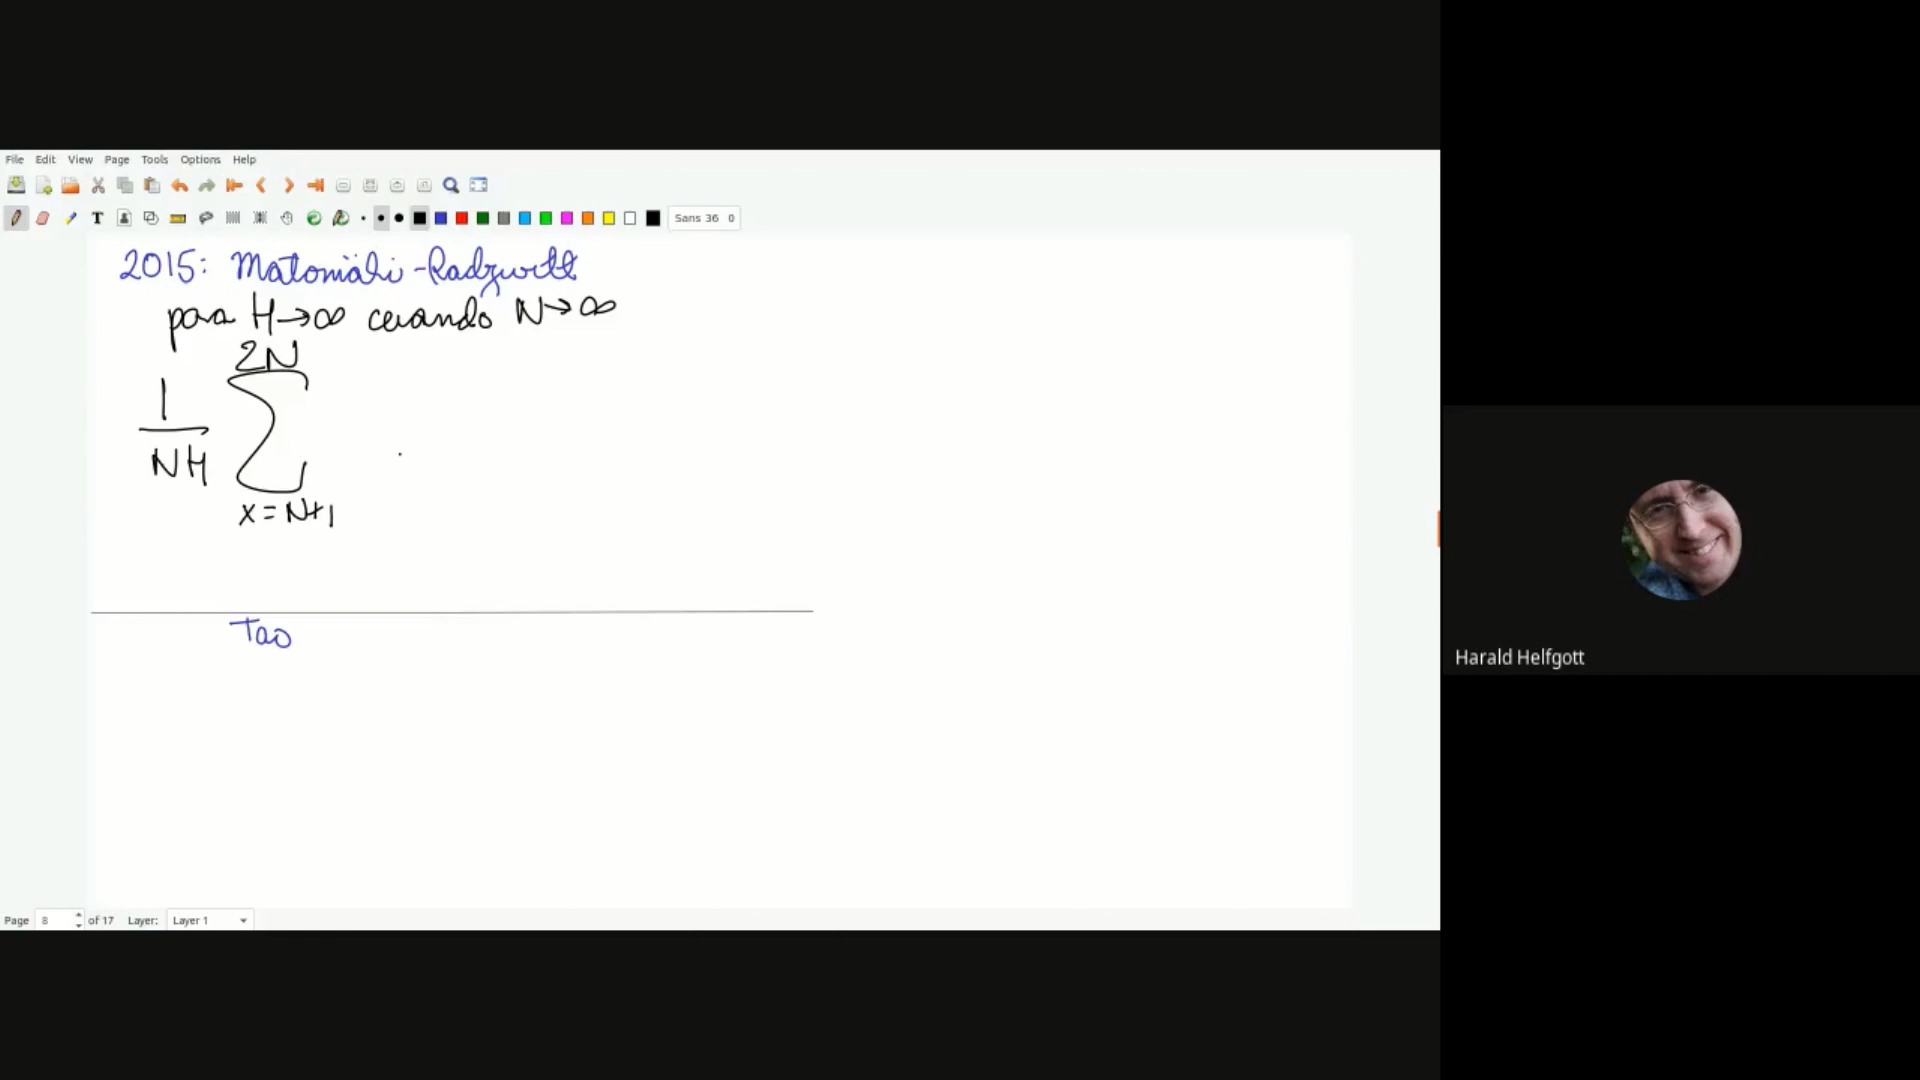 File Edit View Page Tools Options Help
Sans 36 0
2015: Matomäki-Radziwiłł
para H→∞ cuando N→∞
2N
1/NH Σ
x=N+1
Tao
Harald Helfgott
Page 8 of 17 Layer: Layer 1